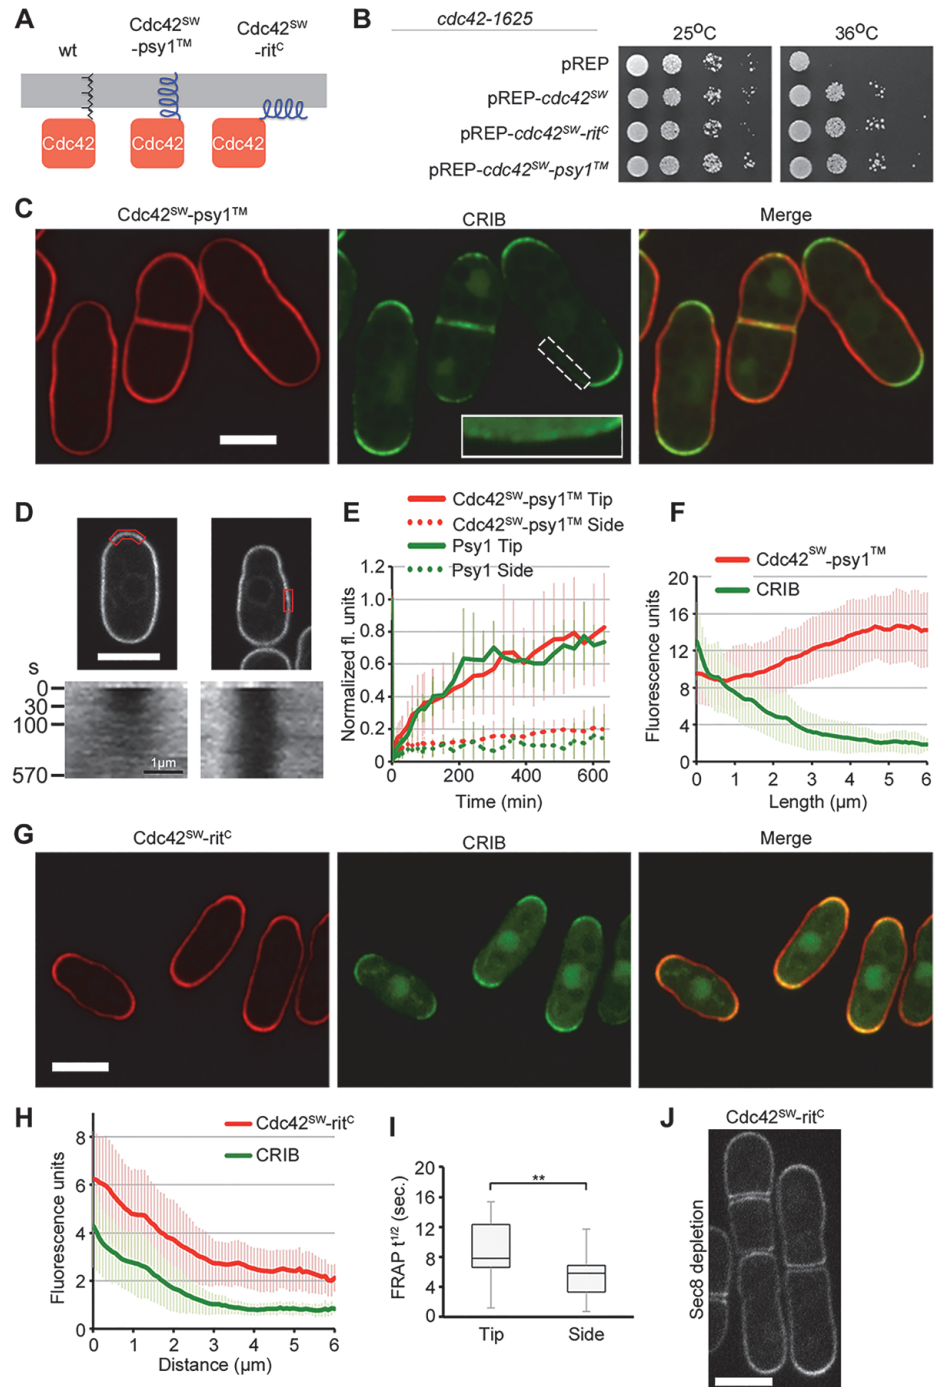 A
wt
Cdc42SW
-psy1TM
Cdc42SW
-ritC
Cdc42
Cdc42
Cdc42
B
cdc42-1625
25OC
36OC
pREP
pREP-cdc42SW
pREP-cdc42SW-ritC
pREP-cdc42SW-psy1TM
C
Cdc42SW-psy1TM
CRIB
Merge
D
s
0
30
100
570
1µm
E
Cdc42SW-psy1TM Tip
Cdc42SW-psy1TM Side
Psy1 Tip
Psy1 Side
Normalized fl. units
1.2
1.0
0.8
0.6
0.4
0.2
0
0 200 400 600
Time (min)
F
Cdc42SW-psy1TM
CRIB
Fluorescence units
20
16
12
8
4
0
0 1 2 3 4 5 6
Length (µm)
G
Cdc42SW-ritC
CRIB
Merge
H
Cdc42SW-ritC
CRIB
Fluorescence units
8
6
4
2
0
0 1 2 3 4 5 6
Distance (µm)
I
FRAP t1/2 (sec.)
20
16
12
8
4
0
**
Tip Side
J
Cdc42SW-ritC
Sec8 depletion